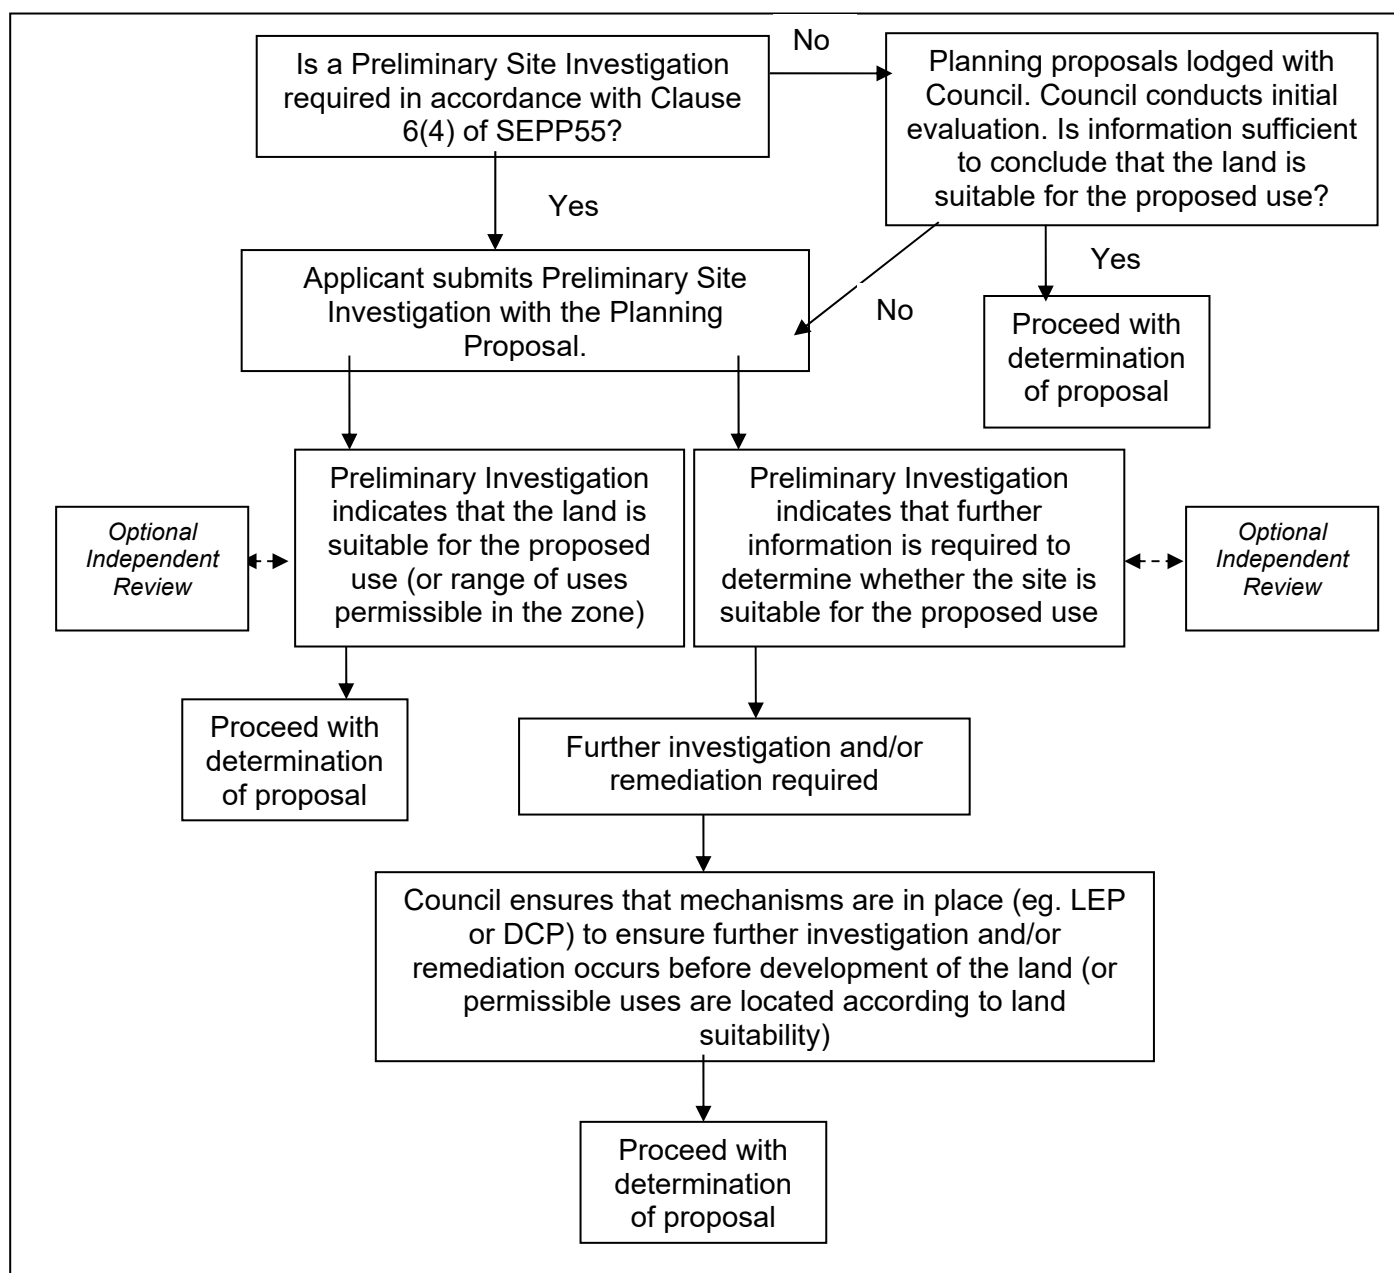 No
Is a Preliminary Site Investigation
required in accordance with Clause
6(4) of SEPP55?
Planning proposals lodged with
Council. Council conducts initial
evaluation. Is information sufficient
to conclude that the land is
suitable for the proposed use?
Yes
Yes
Applicant submits Preliminary Site
Investigation with the Planning
Proposal.
No
Proceed with
determination
of proposal
Optional
Independent
Review
Preliminary Investigation
indicates that the land is
suitable for the proposed
use (or range of uses
permissible in the zone)
Preliminary Investigation
indicates that further
information is required to
determine whether the site is
suitable for the proposed use
Optional
Independent
Review
Proceed with
determination
of proposal
Further investigation and/or
remediation required
Council ensures that mechanisms are in place (eg. LEP
or DCP) to ensure further investigation and/or
remediation occurs before development of the land (or
permissible uses are located according to land
suitability)
Proceed with
determination
of proposal